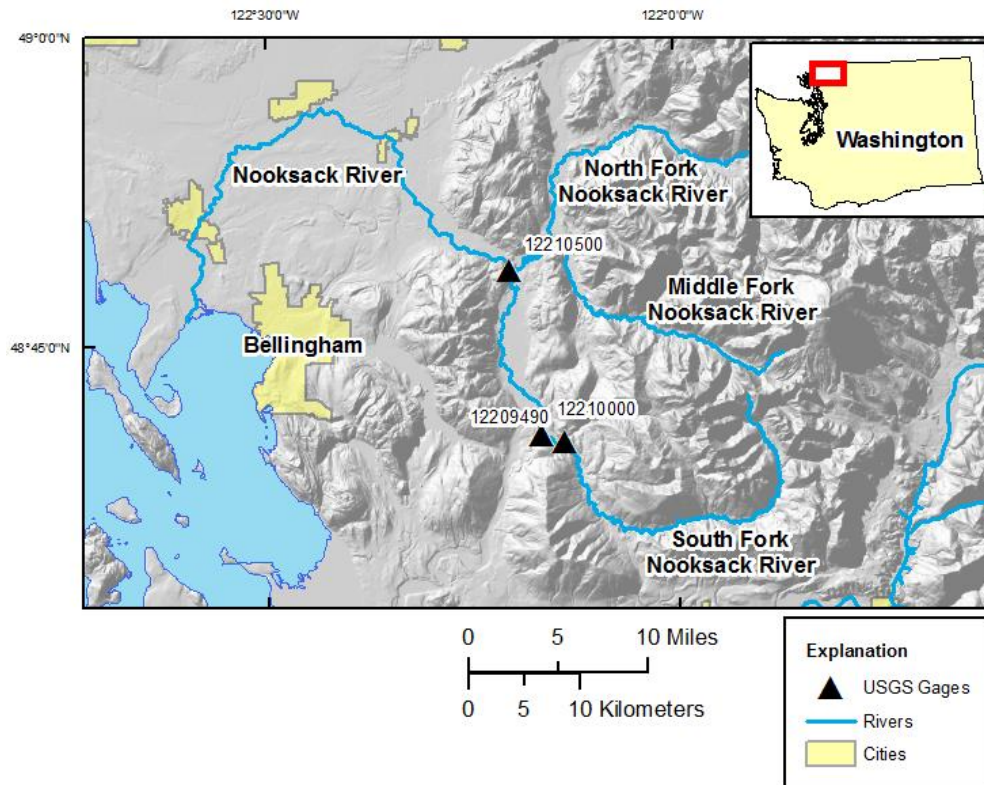 122°30'0"W
122°0'0"W
49°0'0"N
Washington
Nooksack River
North Fork
Nooksack River
12210500
Middle Fork
Nooksack River
Bellingham
48°45'0"N
12209490
12210000
South Fork
Nooksack River
0 5 10 Miles
0 5 10 Kilometers
Explanation
USGS Gages
Rivers
Cities